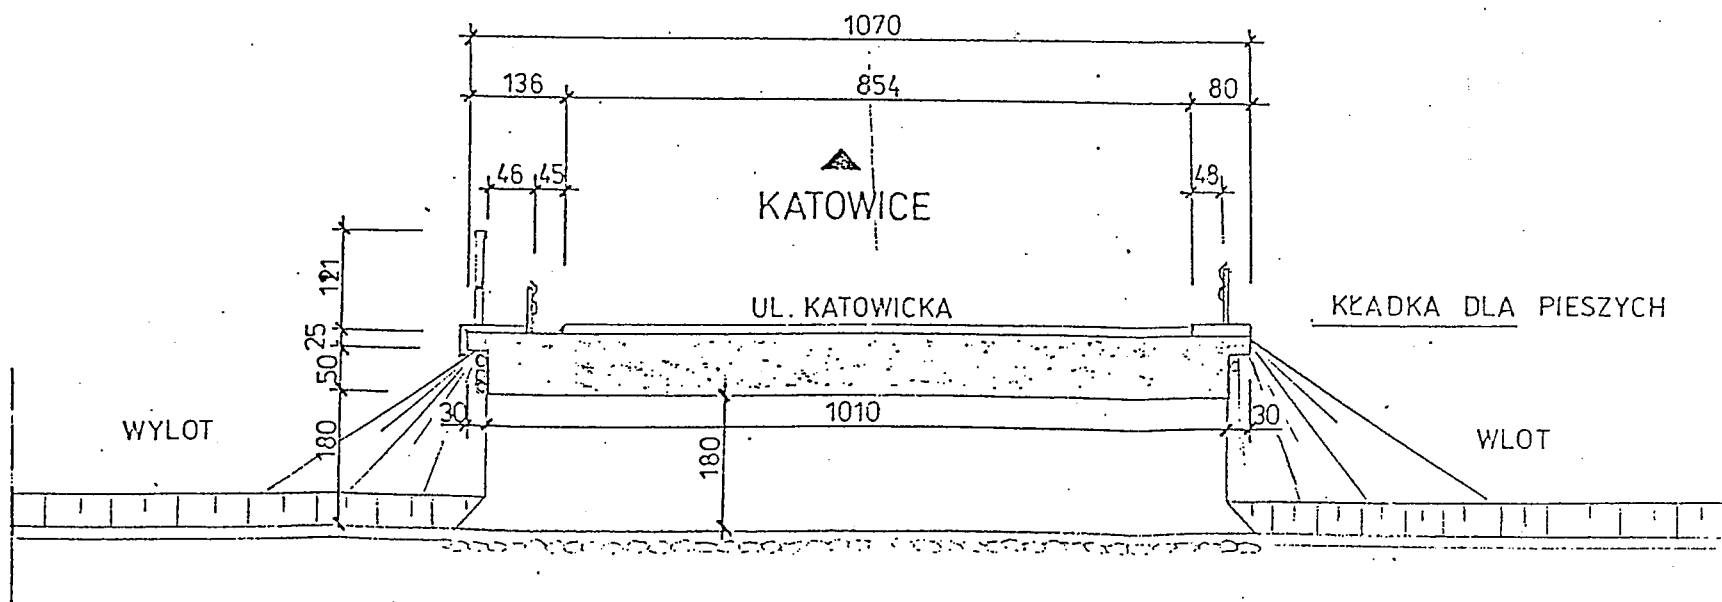 1070
136 854 80
46 45 48
KATOWICE
121
UL. KATOWICKA
KŁADKA DLA PIESZYCH
25
50
30 1010 30
WYLOT
180
180
WLOT